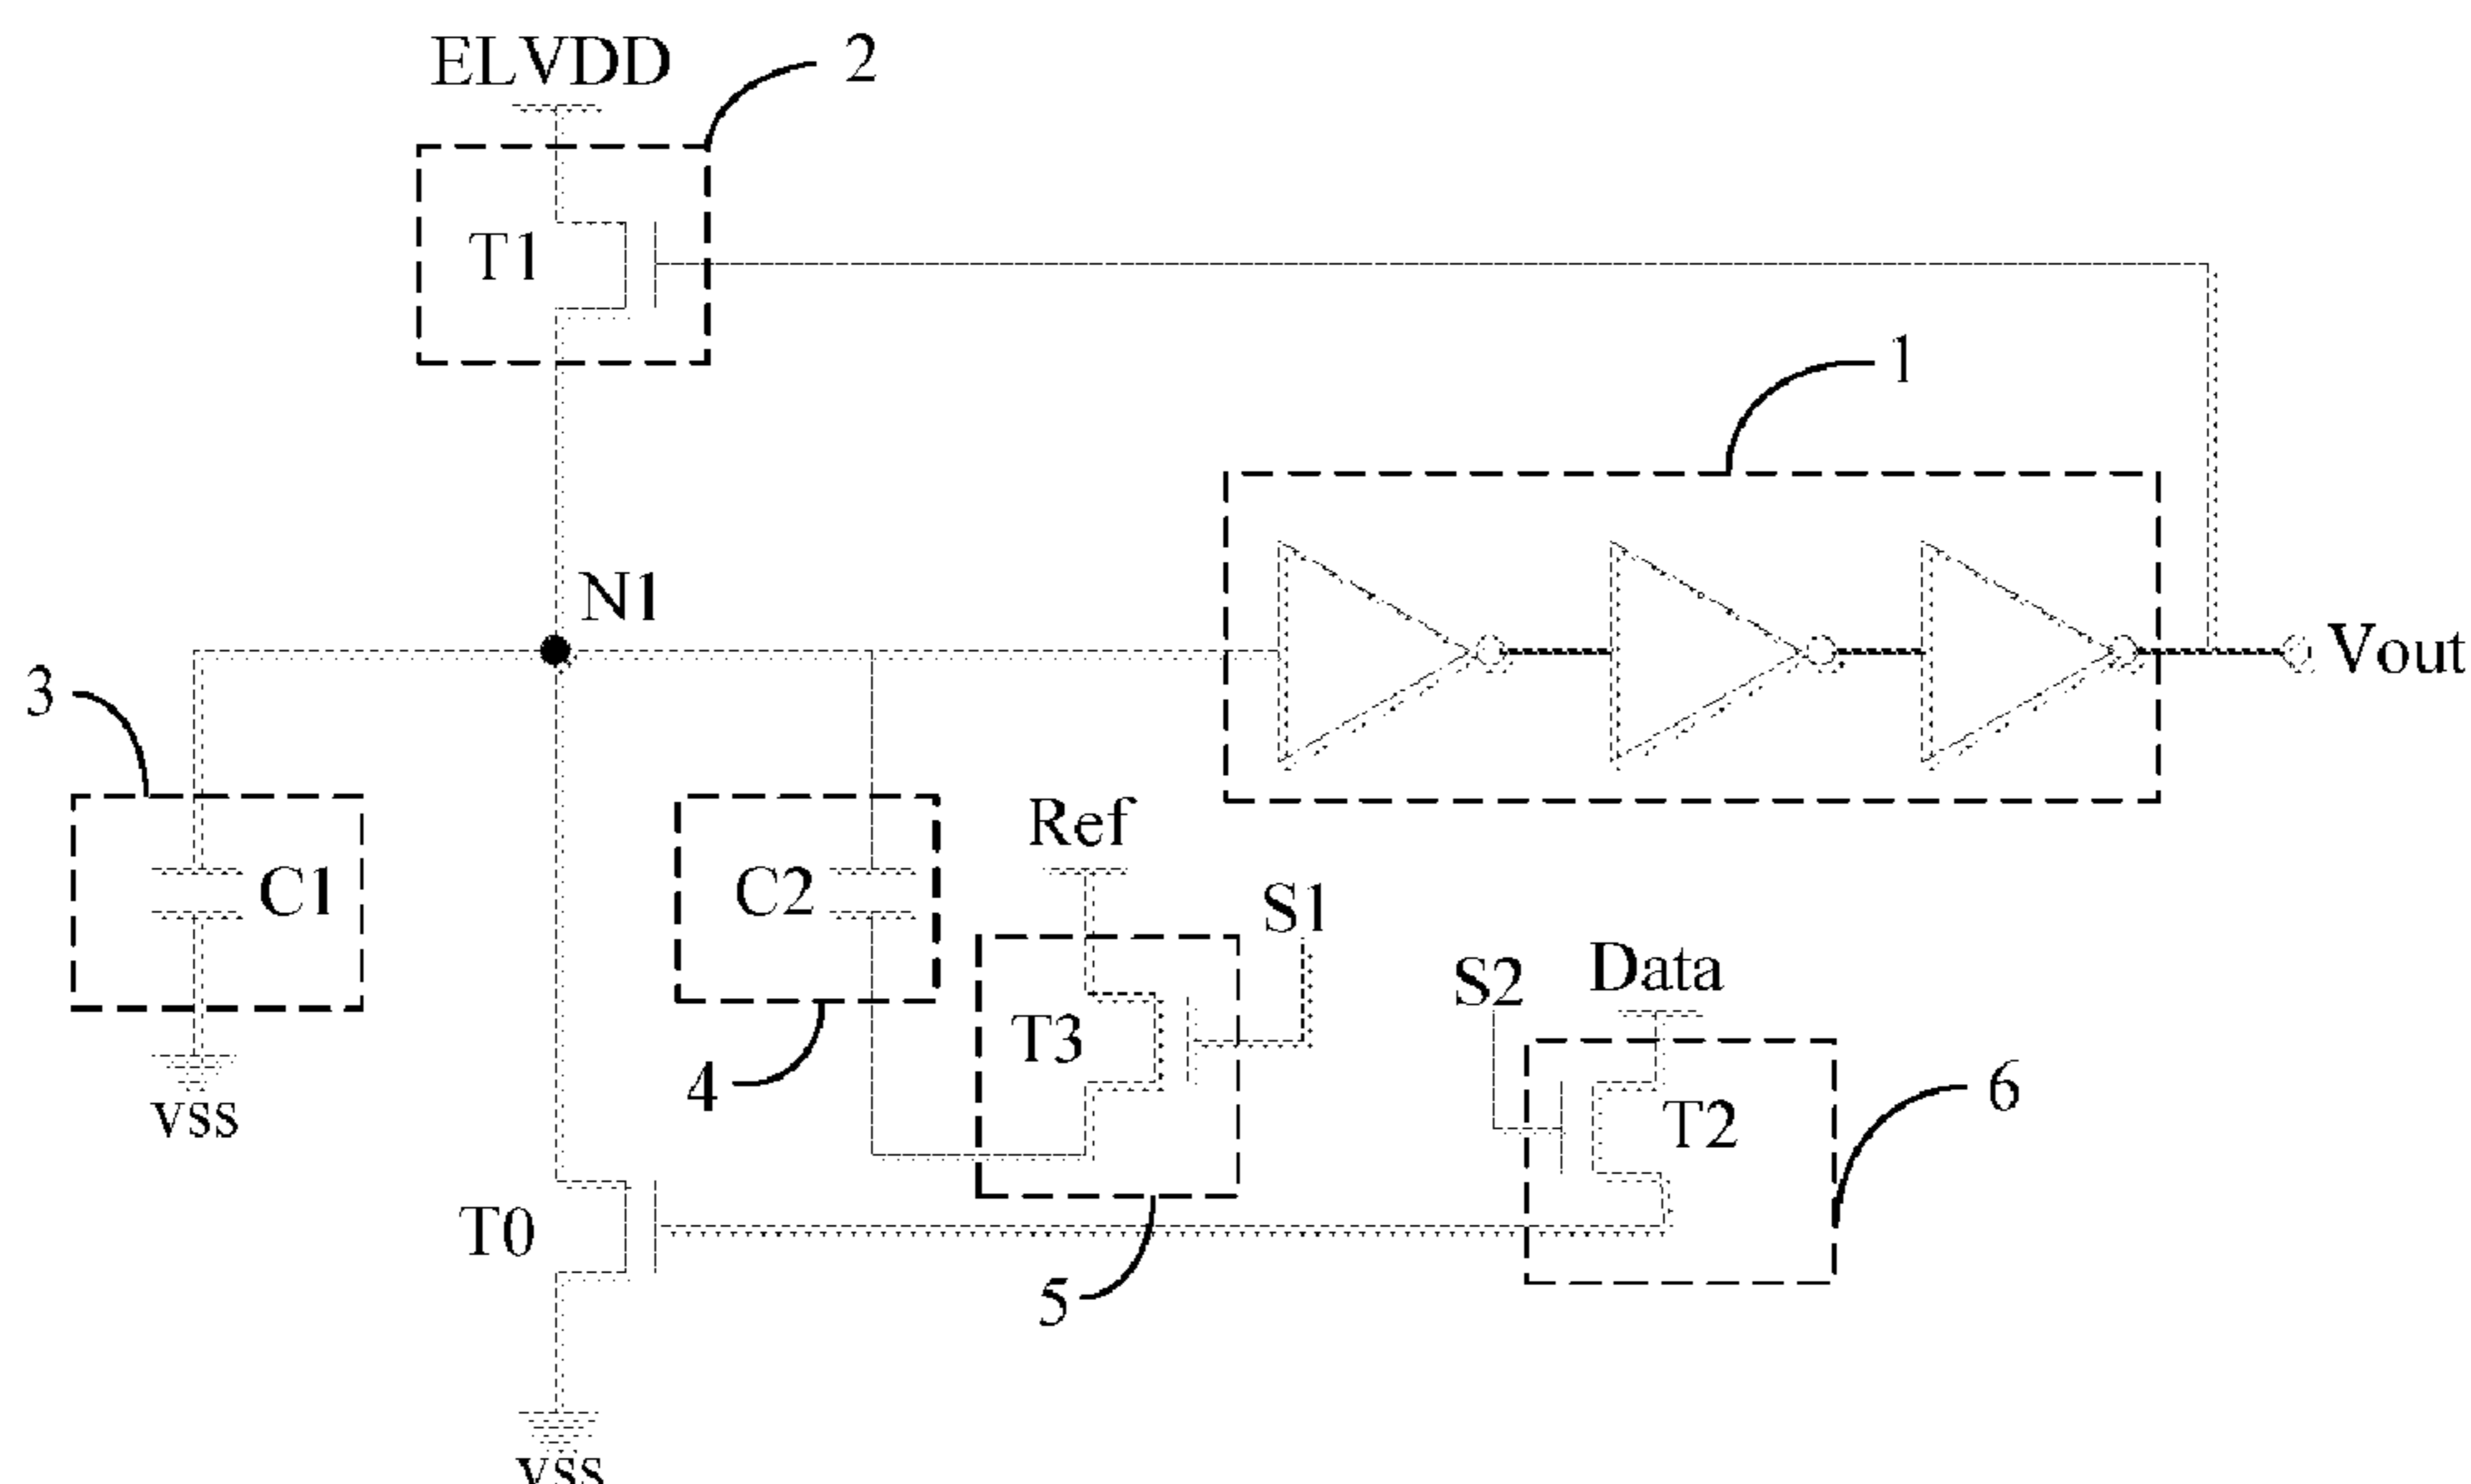 ELVDD
2
T1
1
N1
Vout
3
Ref
C1
C2
S1
S2
Data
T3
4
vss
T2
6
T0
5
vss